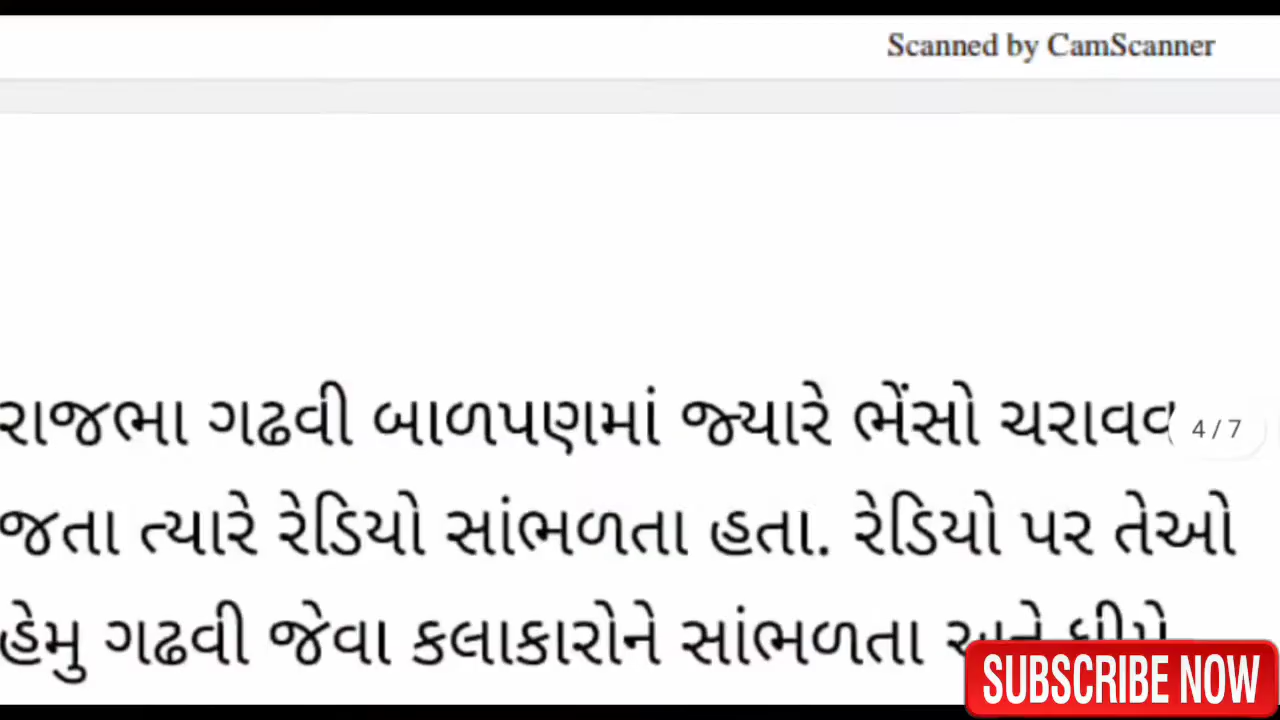 Scanned by CamScanner
રાજભા ગઢવી બાળપણમાં જ્યારે ભેંસો ચરાવવ
4 / 7
જતા ત્યારે રેડિયો સાંભળતા હતા. રેડિયો પર તેઓ
હેમુ ગઢવી જેવા કલાકારોને સાંભળતા અને
SUBSCRIBE NOW